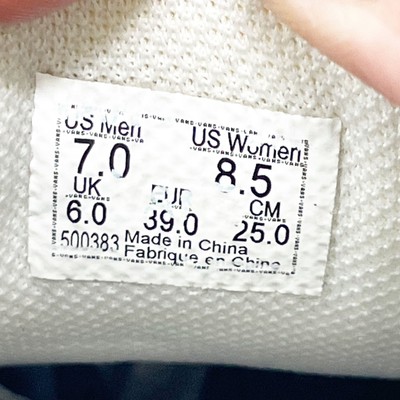 US Men US Women
7.0 8.5
UK EUR CM
6.0 39.0 25.0
500383 Made in China
Fabrique en Chine